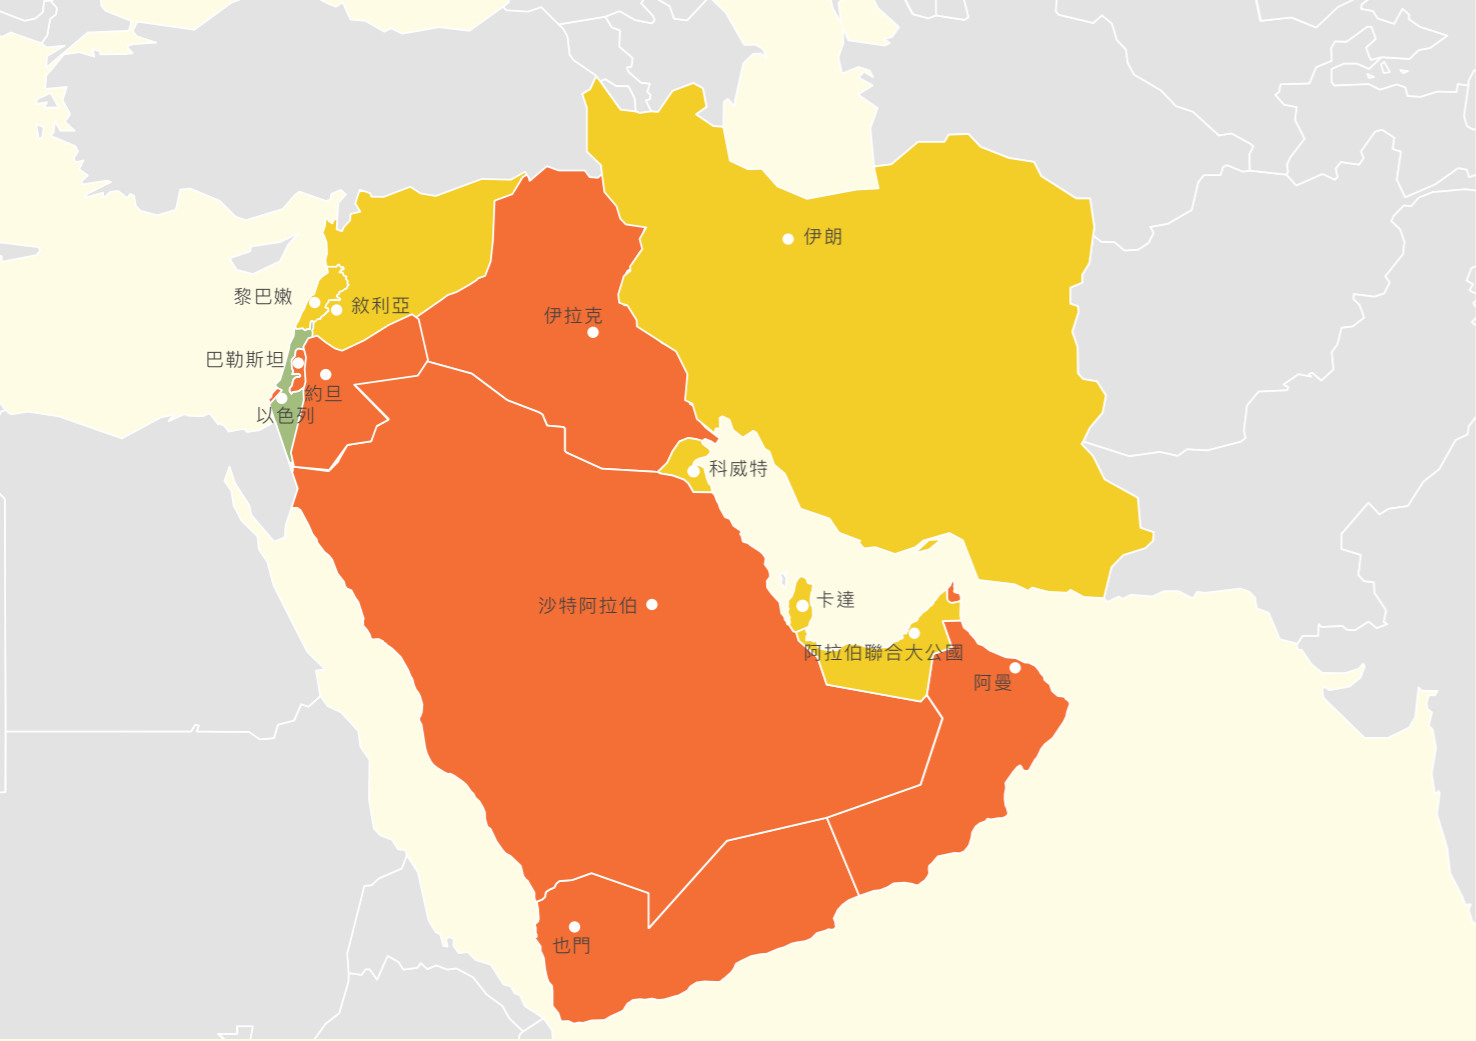 伊朗
黎巴嫩
敘利亞
伊拉克
巴勒斯坦
約旦
以色列
科威特
沙特阿拉伯
卡達
阿拉伯聯合大公國
阿曼
也門